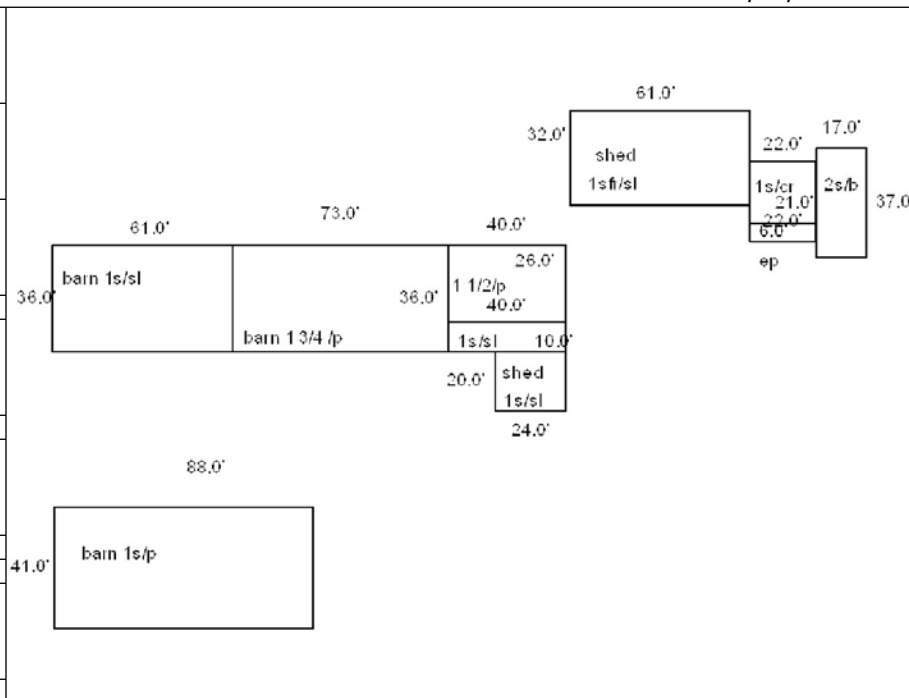 61.0'
32.0'
17.0'
22.0'
shed
1sfr/sl
1s/cr
2s/b
21.0'
37.0
22.0'
6.0'
ep
73.0'
61.0'
40.0'
barn 1s/sl
26.0'
36.0'
36.0'
1 1/2/p
40.0'
barn 1 3/4 /p
1s/sl
10.0'
20.0'
shed
1s/sl
24.0'
88.0'
barn 1s/p
41.0'